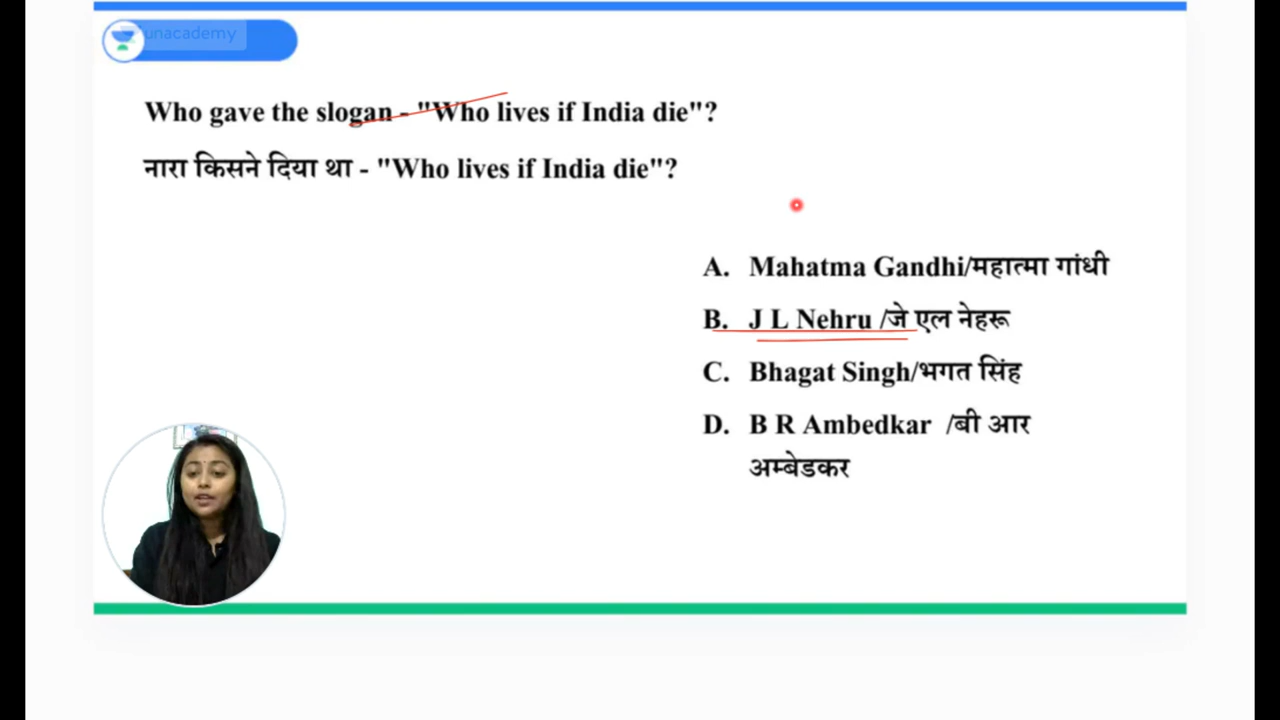 unacademy
Who gave the slogan - "Who lives if India die"?
नारा किसने दिया था - "Who lives if India die"?
A. Mahatma Gandhi/महात्मा गांधी
B. J L Nehru /जे एल नेहरू
C. Bhagat Singh/भगत सिंह
D. B R Ambedkar /बी आर
अम्बेडकर